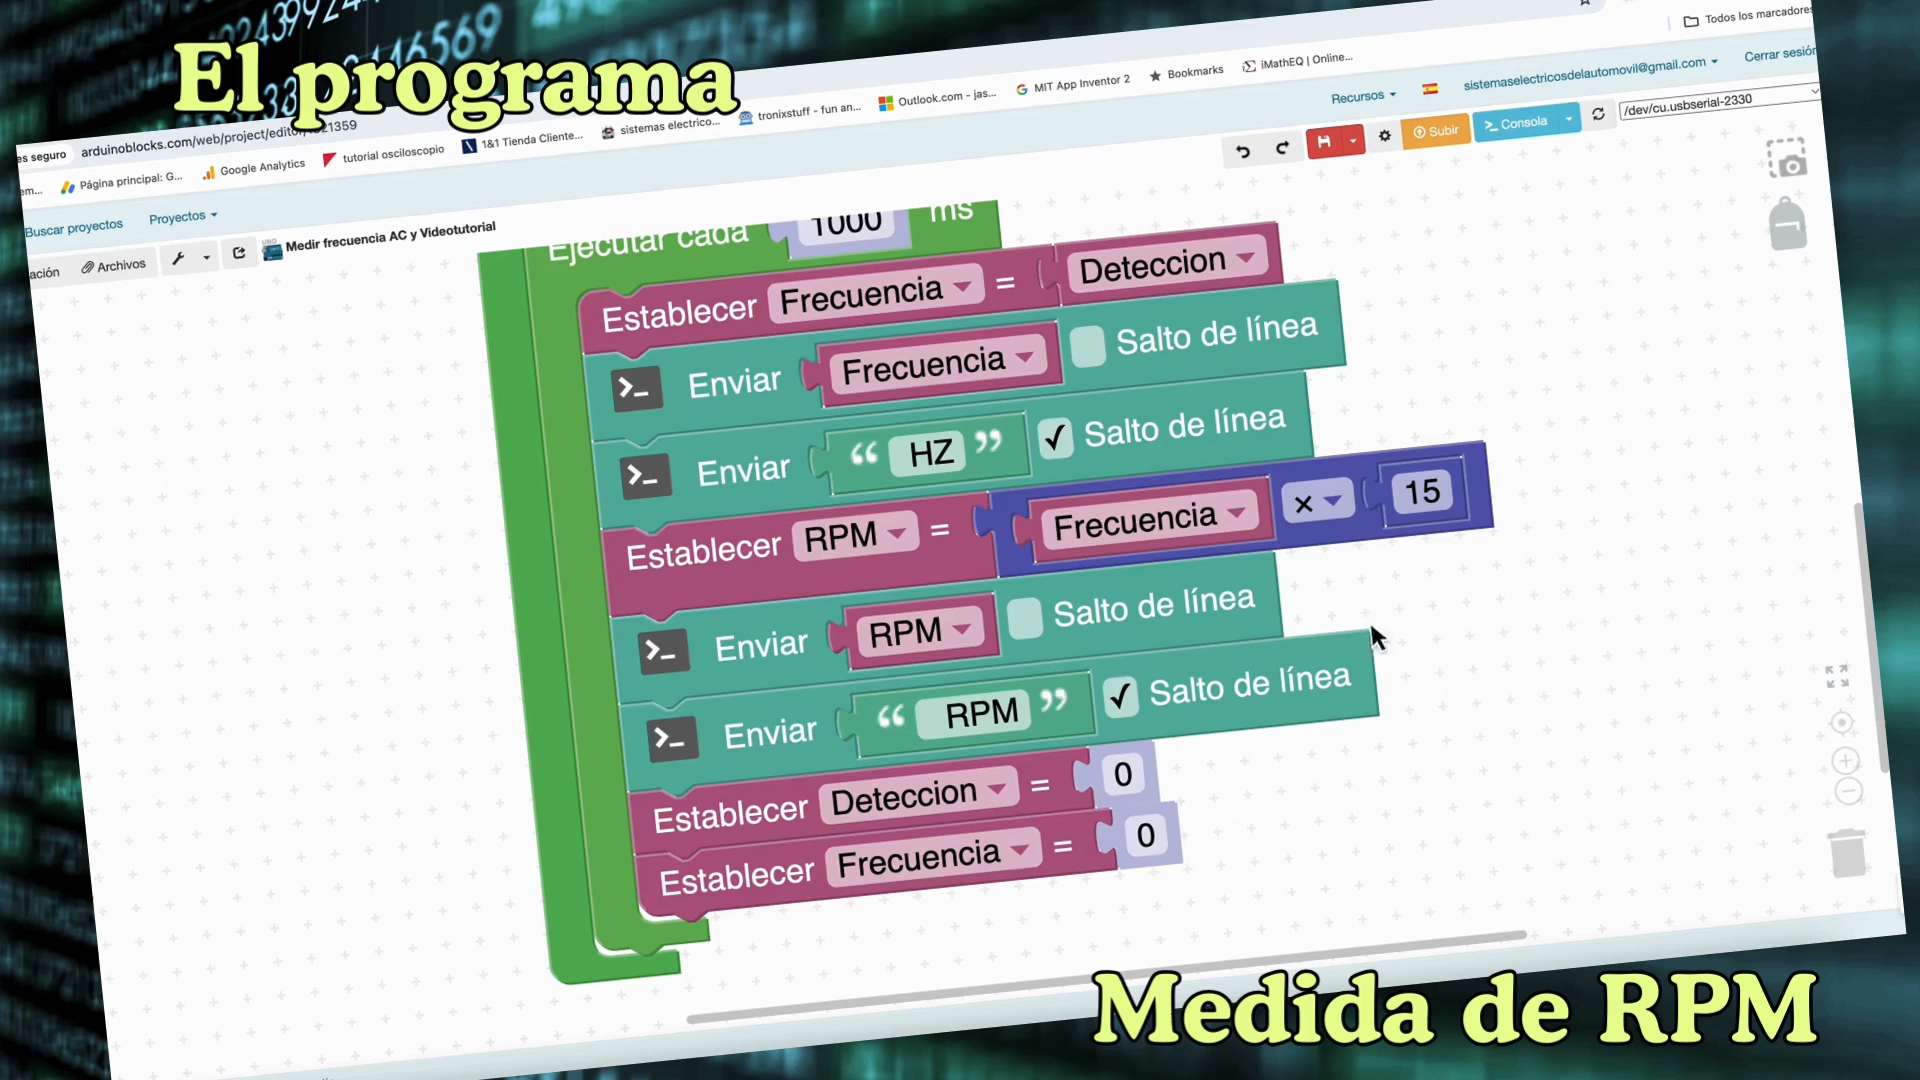 El programa
Medida de RPM
es seguro
arduinoblocks.com/web/project/editor/
Todos los marcadores
Página principal: G...
Google Analytics
tutorial osciloscopio
1&1 Tienda Cliente...
sistemas electrico...
tronixstuff - fun an...
Outlook.com - jas...
MIT App Inventor 2
Bookmarks
iMathEQ | Online...
Buscar proyectos
Proyectos
Recursos
sistemaselectricosdelautomovil@gmail.com
Cerrar sesión
Archivos
UNO
Medir frecuencia AC y Videotutorial
Subir
>_ Consola
/dev/cu.usbserial-2330
Ejecutar cada 1000 ms
Establecer Frecuencia = Deteccion
>_ Enviar Frecuencia Salto de línea
>_ Enviar “ HZ ” ✓ Salto de línea
Establecer RPM = Frecuencia × 15
>_ Enviar RPM Salto de línea
>_ Enviar “ RPM ” ✓ Salto de línea
Establecer Deteccion = 0
Establecer Frecuencia = 0